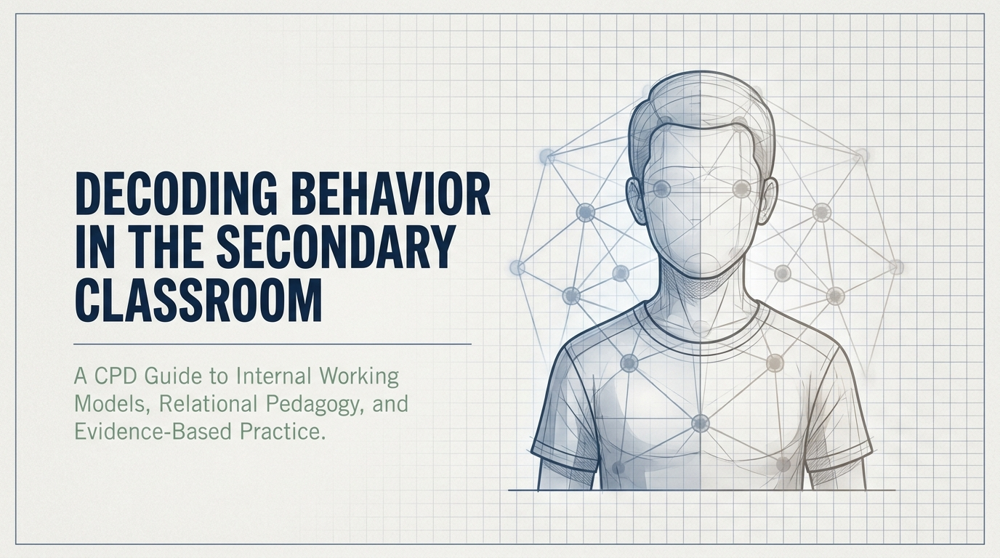 DECODING BEHAVIOR
IN THE SECONDARY
CLASSROOM
A CPD Guide to Internal Working
Models, Relational Pedagogy, and
Evidence-Based Practice.